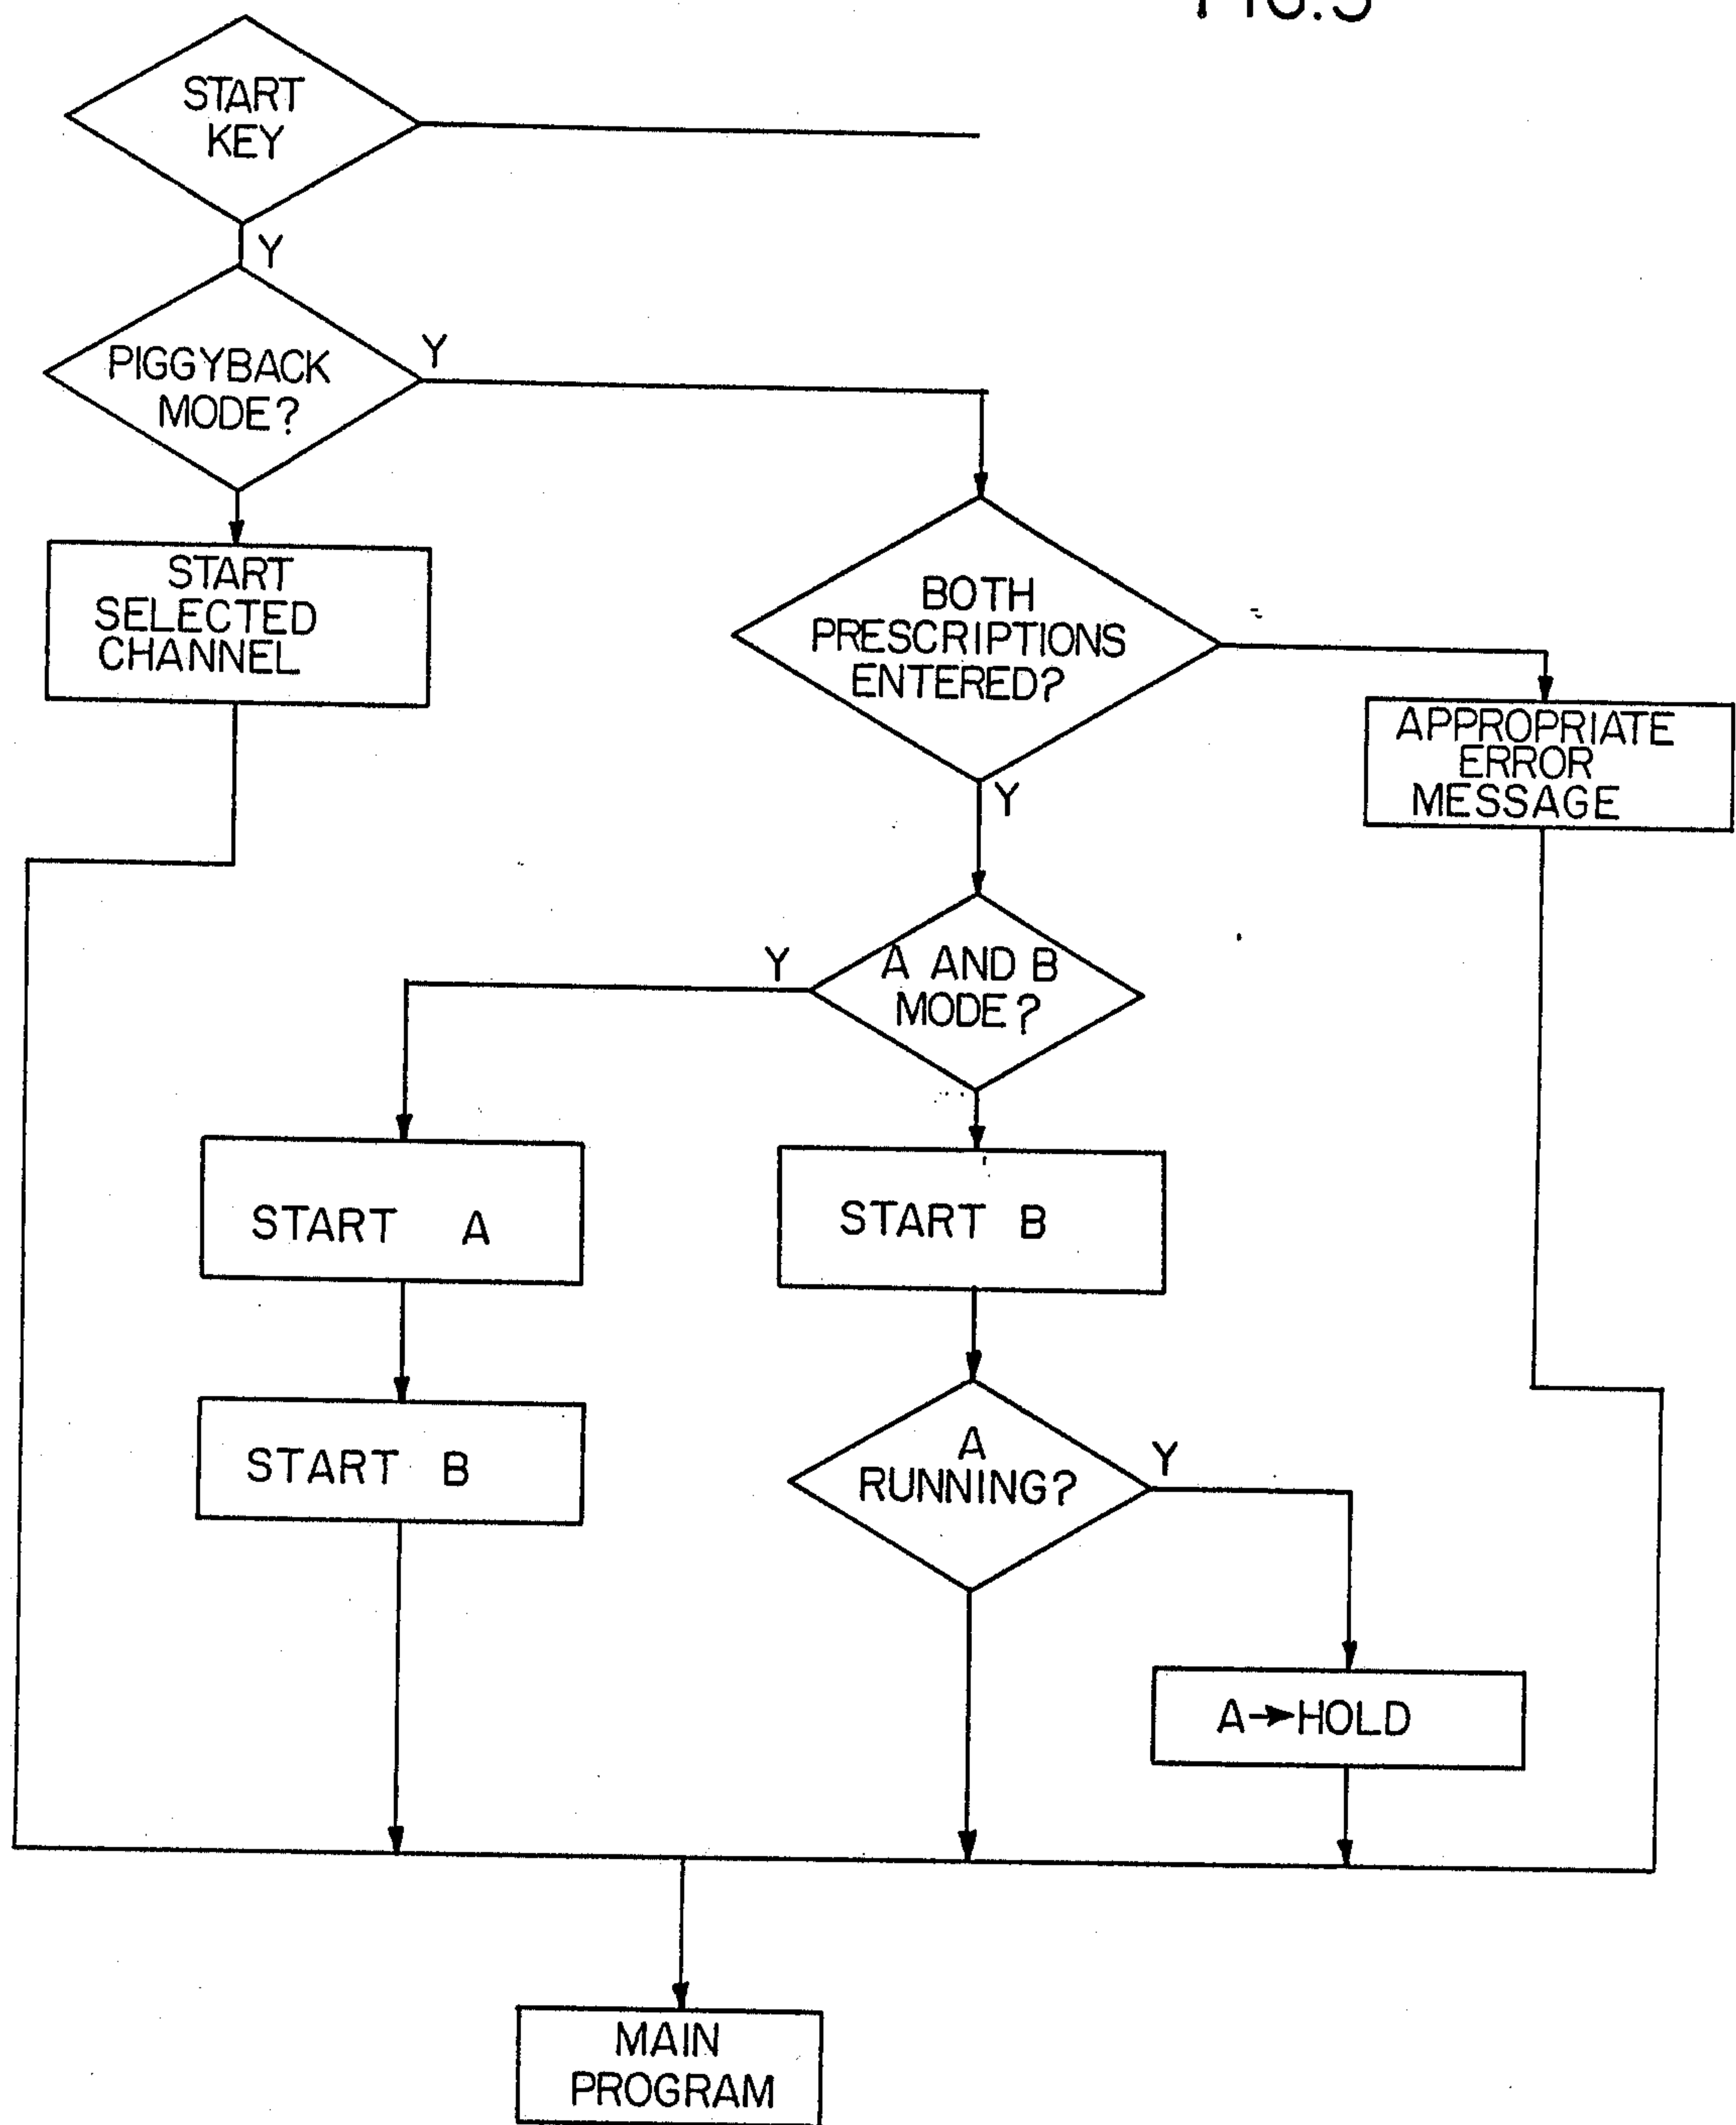 START
KEY
Y
PIGGYBACK
MODE?
Y
START
SELECTED
CHANNEL
BOTH
PRESCRIPTIONS
ENTERED?
APPROPRIATE
ERROR
MESSAGE
Y
A AND B
MODE?
Y
START A
START B
START B
A
RUNNING?
Y
A→HOLD
MAIN
PROGRAM